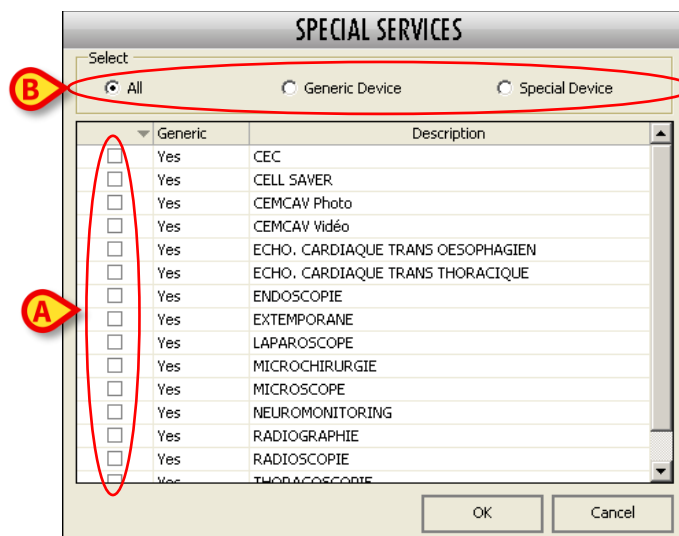 SPECIAL SERVICES
Select
B
All Generic Device Special Device
Generic Description
Yes CEC
Yes CELL SAVER
Yes CEMCAV Photo
Yes CEMCAV Vidéo
Yes ECHO. CARDIAQUE TRANS OESOPHAGIEN
Yes ECHO. CARDIAQUE TRANS THORACIQUE
Yes ENDOSCOPIE
A
Yes EXTEMPORANE
Yes LAPAROSCOPE
Yes MICROCHIRURGIE
Yes MICROSCOPE
Yes NEUROMONITORING
Yes RADIOGRAPHIE
Yes RADIOSCOPIE
Yes THORACOSCOPIE
OK Cancel